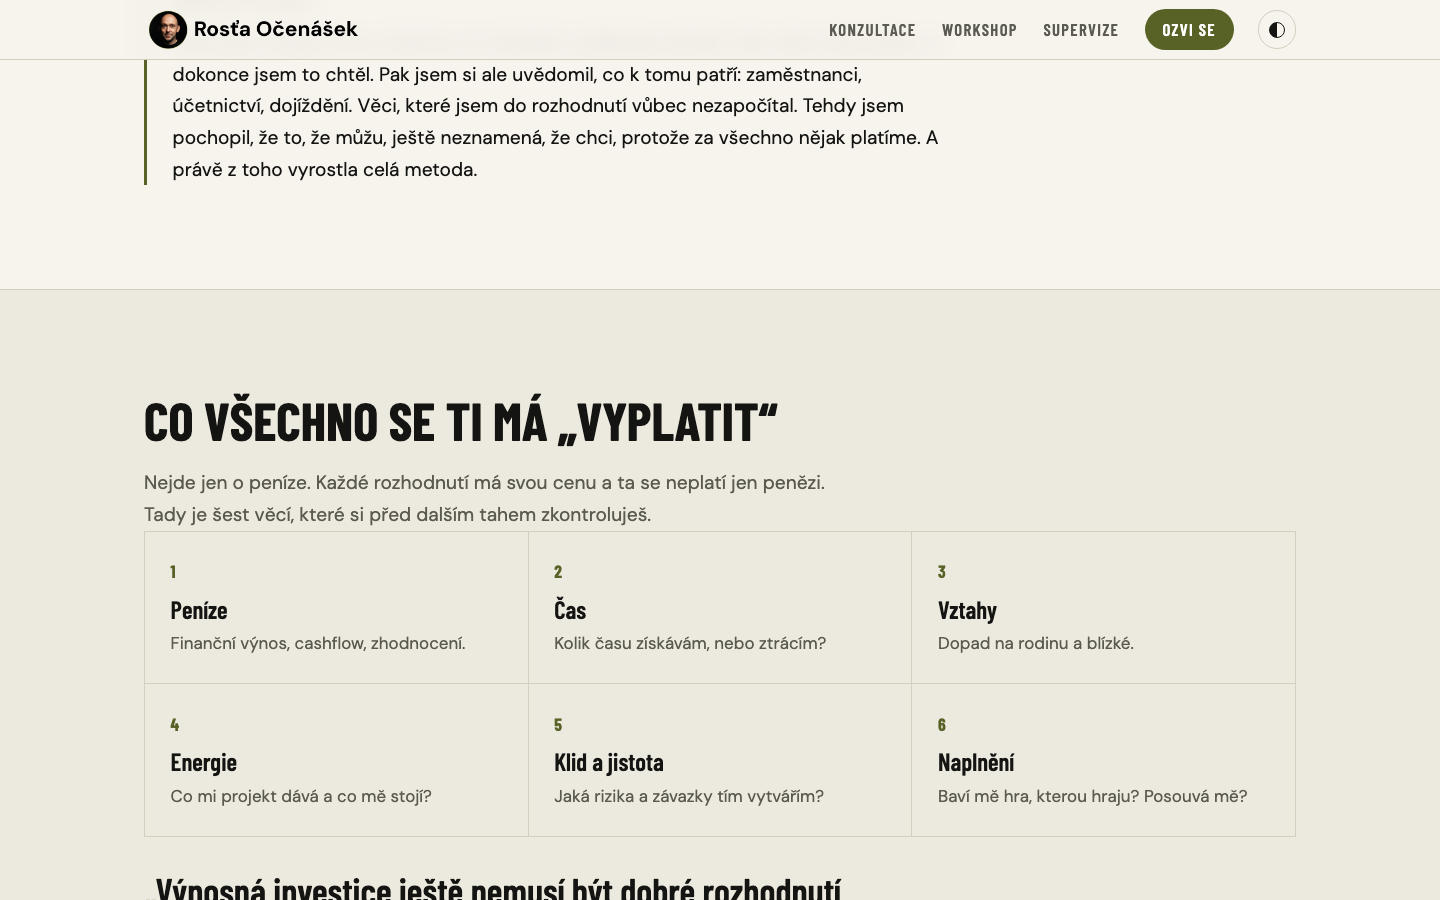 Rosťa Očenášek
KONZULTACE
WORKSHOP
SUPERVIZE
OZVI SE
dokonce jsem to chtěl. Pak jsem si ale uvědomil, co k tomu patří: zaměstnanci,
účetnictví, dojíždění. Věci, které jsem do rozhodnutí vůbec nezapočítal. Tehdy jsem
pochopil, že to, že můžu, ještě neznamená, že chci, protože za všechno nějak platíme. A
právě z toho vyrostla celá metoda.
CO VŠECHNO SE TI MÁ „VYPLATIT“
Nejde jen o peníze. Každé rozhodnutí má svou cenu a ta se neplatí jen penězi.
Tady je šest věcí, které si před dalším tahem zkontroluješ.
1
Peníze
Finanční výnos, cashflow, zhodnocení.
2
Čas
Kolik času získávám, nebo ztrácím?
3
Vztahy
Dopad na rodinu a blízké.
4
Energie
Co mi projekt dává a co mě stojí?
5
Klid a jistota
Jaká rizika a závazky tím vytvářím?
6
Naplnění
Baví mě hra, kterou hraju? Posouvá mě?
„Výnosná investice ještě nemusí být dobré rozhodnutí